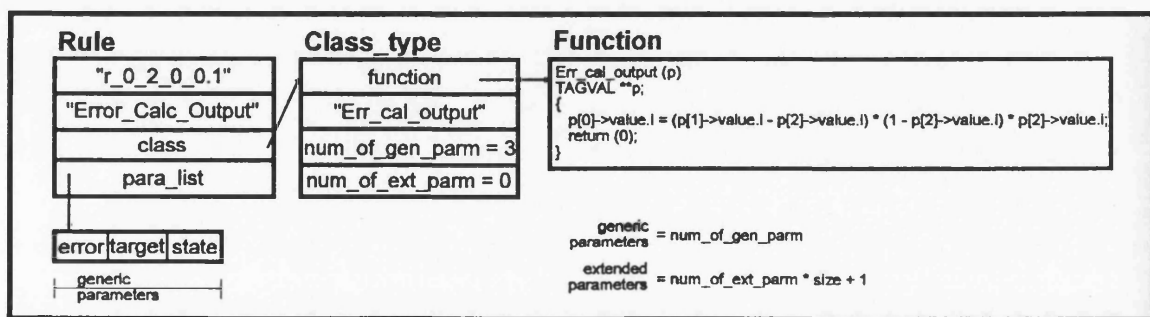 Rule
"r_0_2_0_0.1"
"Error_Calc_Output"
class
para_list
error target state
generic
parameters
Class_type
function
"Err_cal_output"
num_of_gen_parm = 3
num_of_ext_parm = 0
Function
Err_cal_output (p)
TAGVAL **p;
{
p[0]->value.i = (p[1]->value.i - p[2]->value.i) * (1 - p[2]->value.i) * p[2]->value.i;
return (0);
}
generic
parameters = num_of_gen_parm
extended
parameters = num_of_ext_parm * size + 1